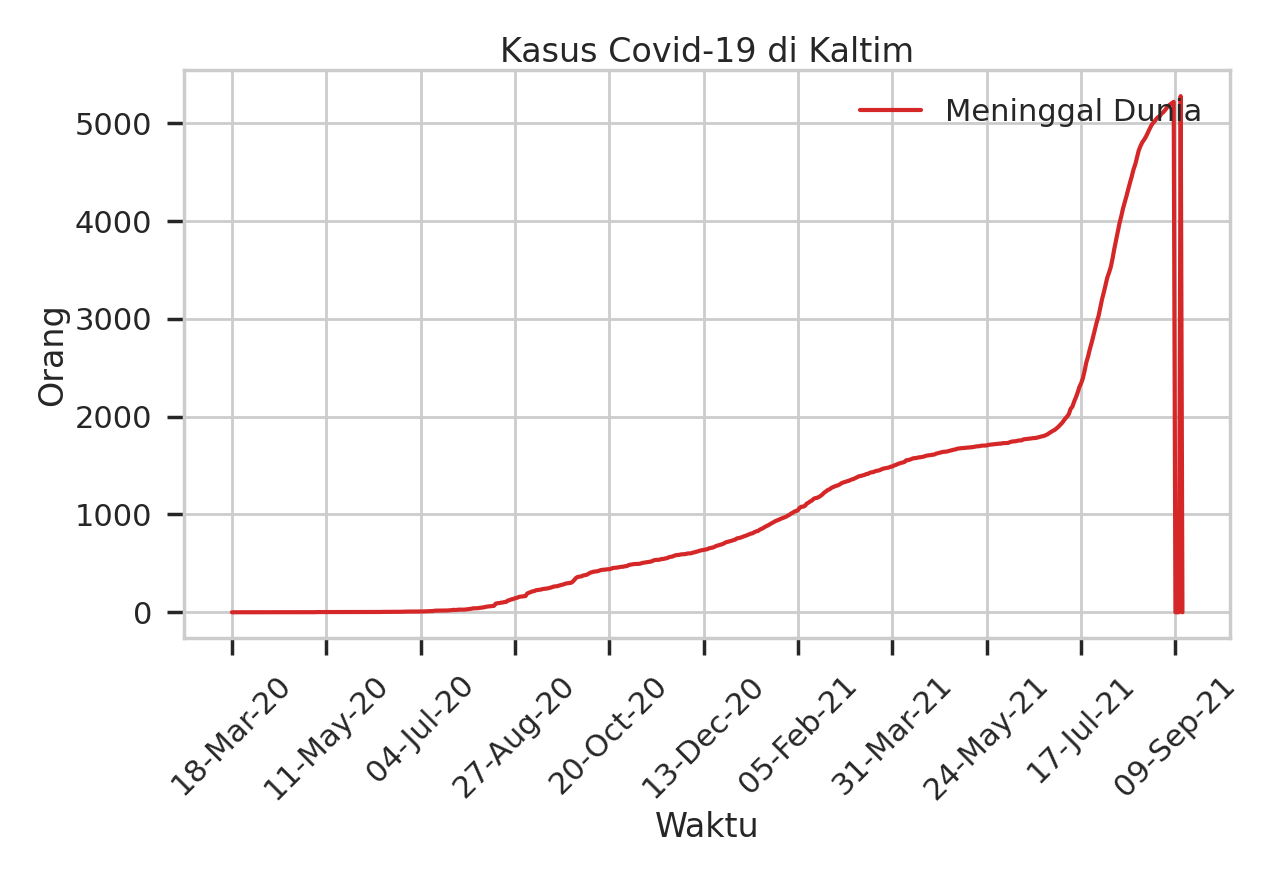 Kasus Covid-19 di Kaltim
Meninggal Dunia
5000
4000
3000
2000
1000
0
Orang
18-Mar-20
11-May-20
04-Jul-20
27-Aug-20
20-Oct-20
13-Dec-20
05-Feb-21
31-Mar-21
24-May-21
17-Jul-21
09-Sep-21
Waktu